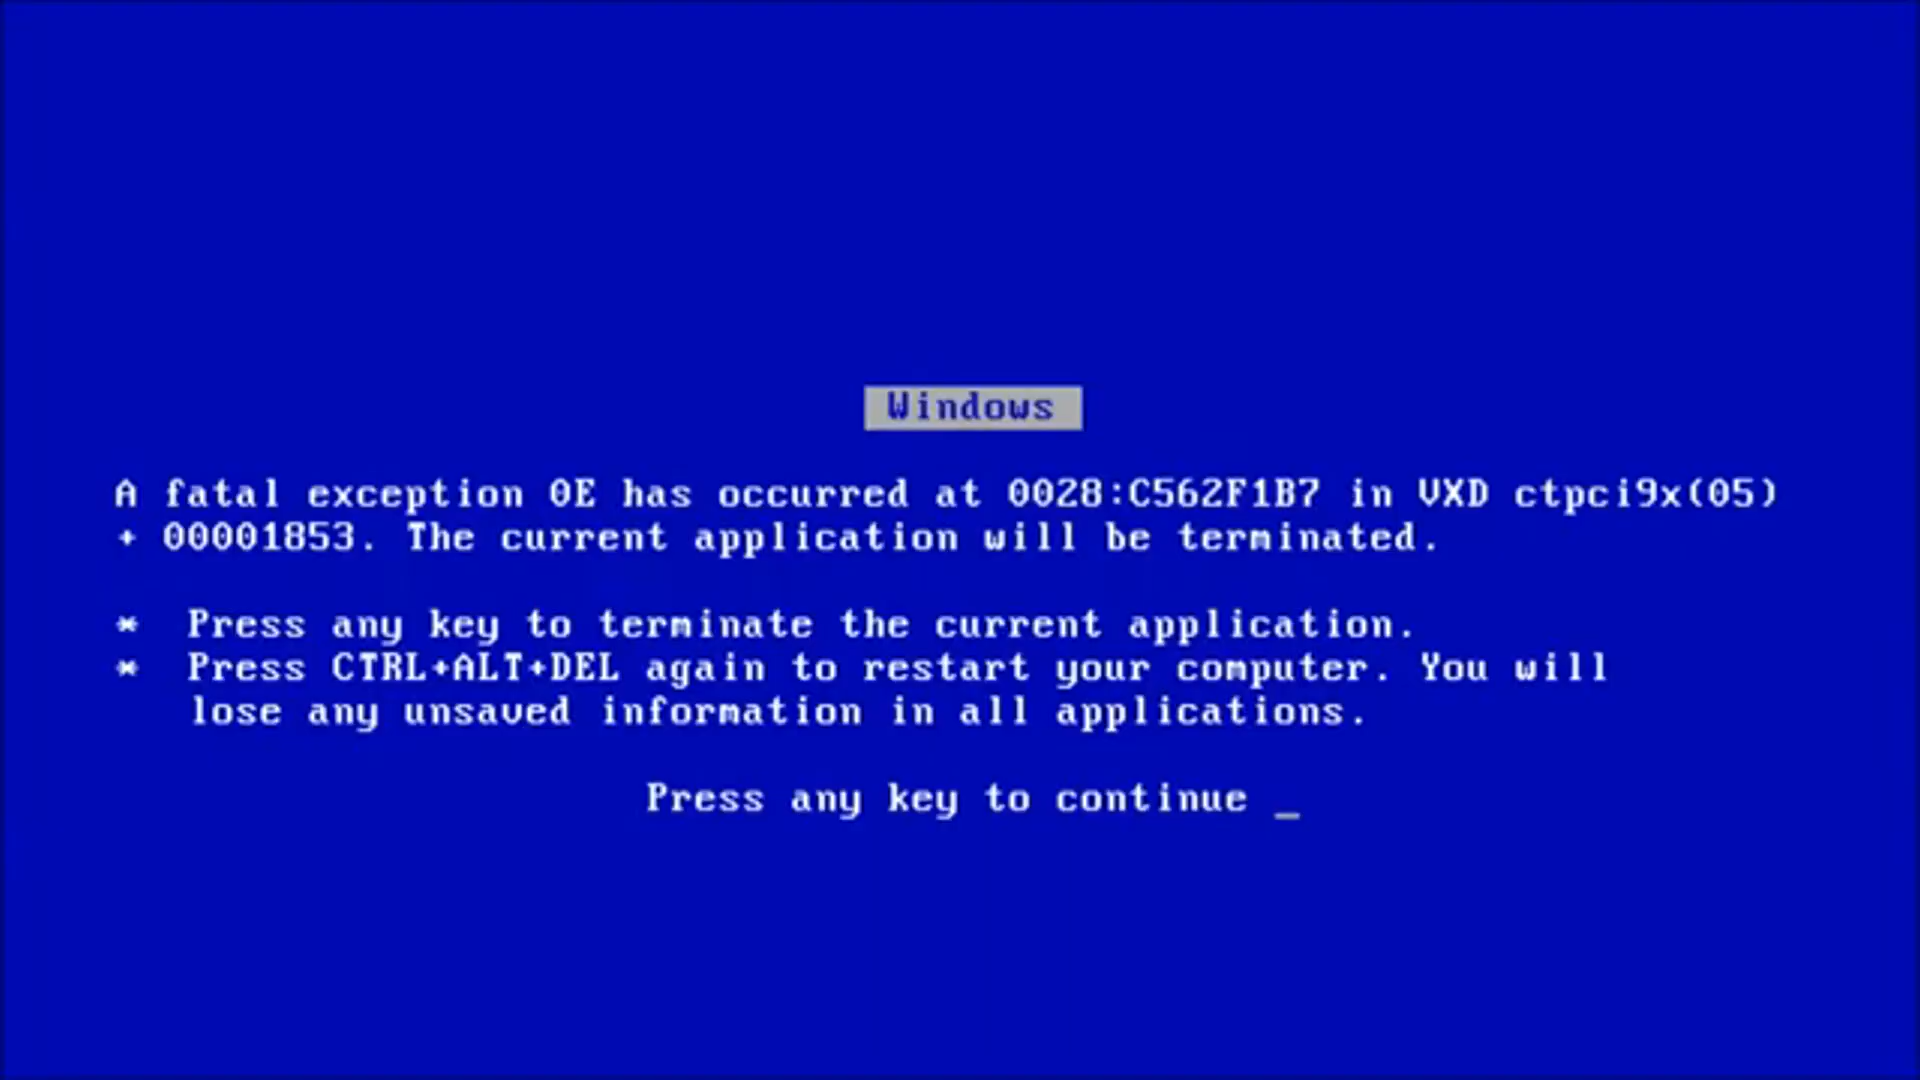 Windows
A fatal exception 0E has occurred at 0028:C562F1B7 in VXD ctpci9x(05)
+ 00001853. The current application will be terminated.
* Press any key to terminate the current application.
* Press CTRL+ALT+DEL again to restart your computer. You will
lose any unsaved information in all applications.
Press any key to continue _